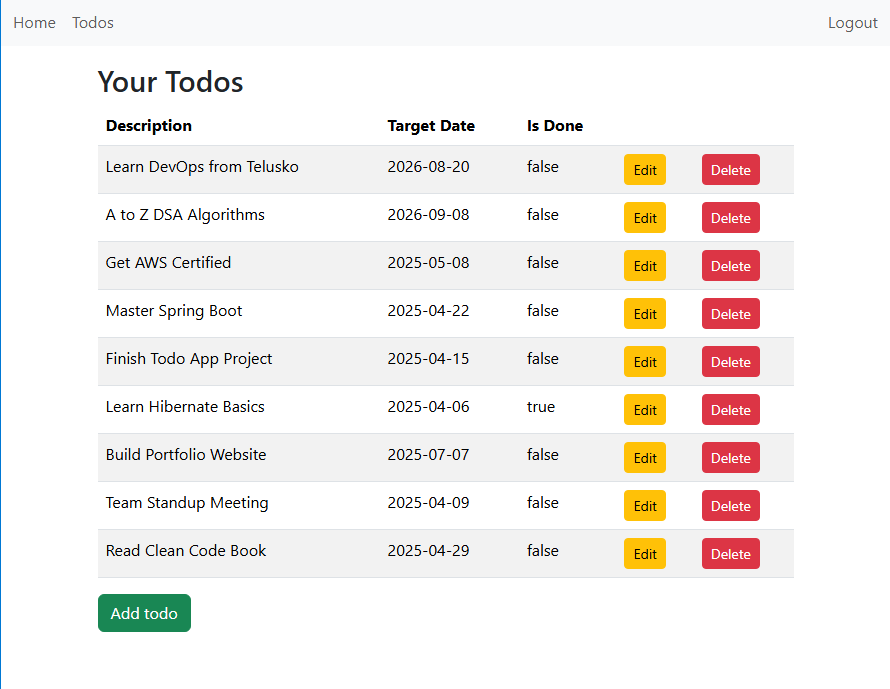 Home Todos Logout
Your Todos
Description Target Date Is Done
Learn DevOps from Telusko 2026-08-20 false Edit Delete
A to Z DSA Algorithms 2026-09-08 false Edit Delete
Get AWS Certified 2025-05-08 false Edit Delete
Master Spring Boot 2025-04-22 false Edit Delete
Finish Todo App Project 2025-04-15 false Edit Delete
Learn Hibernate Basics 2025-04-06 true Edit Delete
Build Portfolio Website 2025-07-07 false Edit Delete
Team Standup Meeting 2025-04-09 false Edit Delete
Read Clean Code Book 2025-04-29 false Edit Delete
Add todo